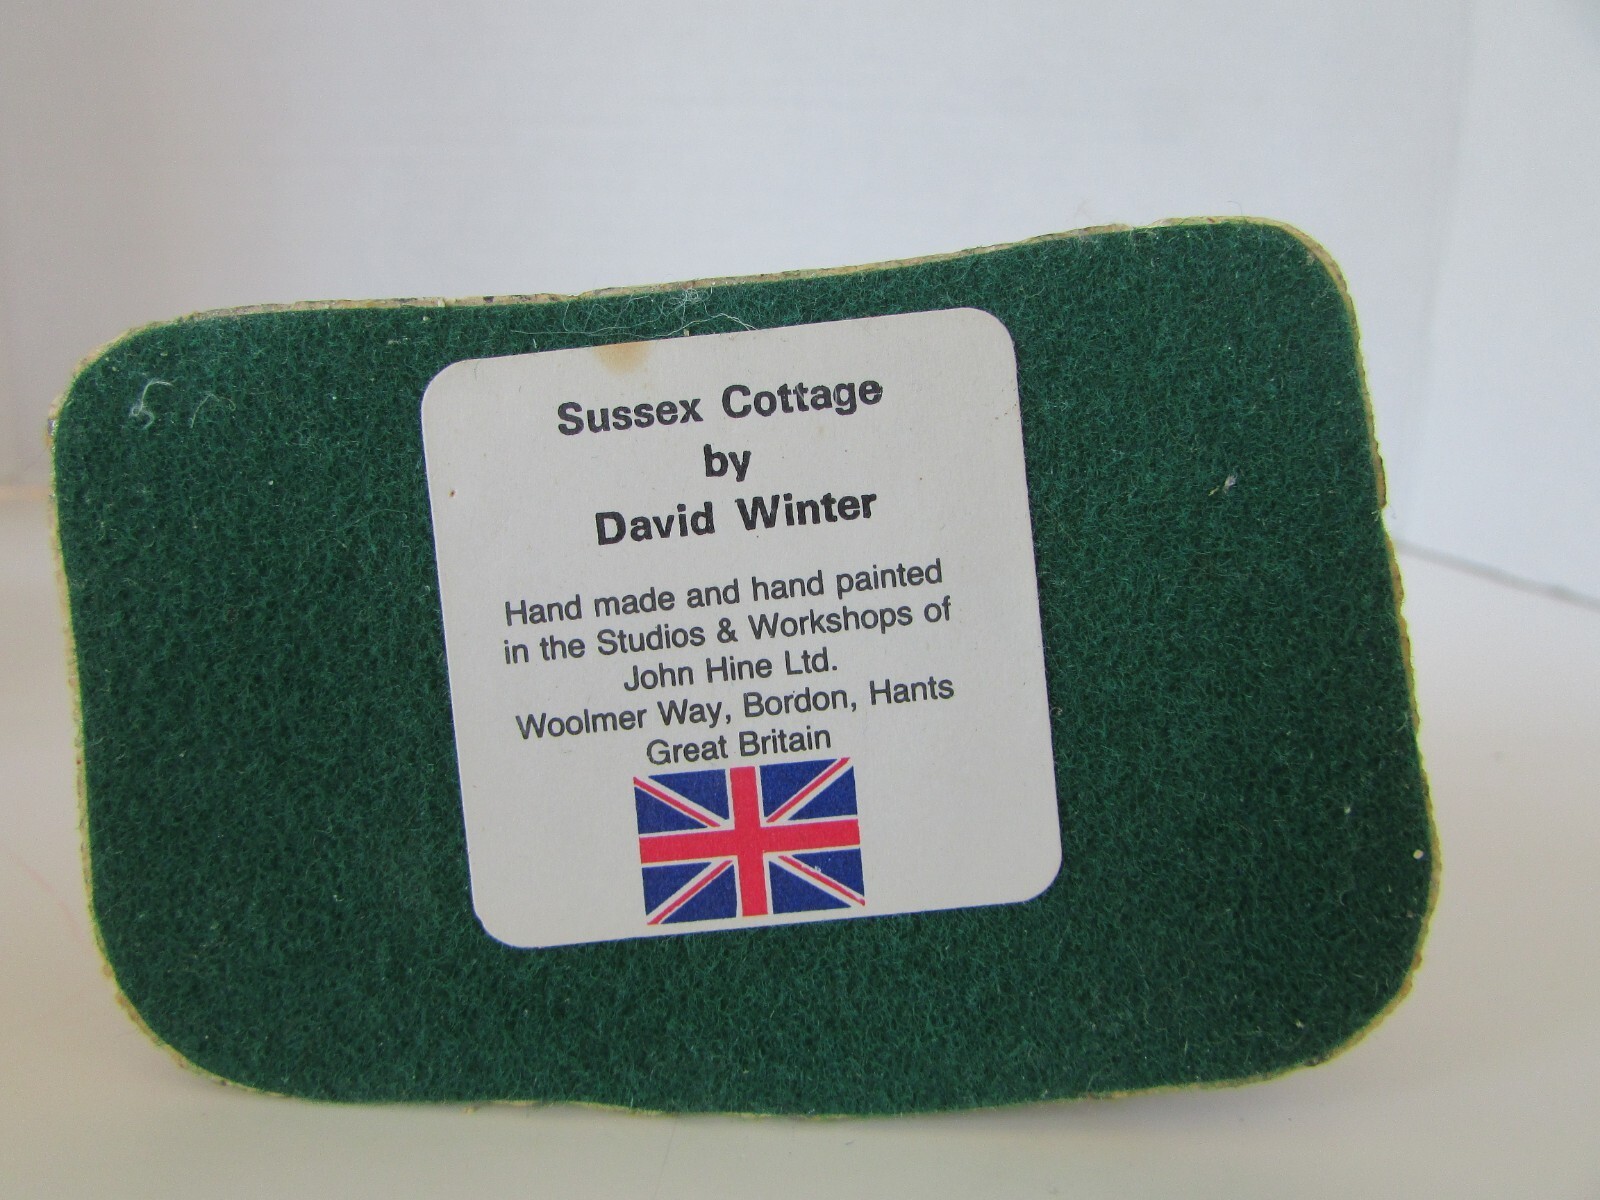 Sussex Cottage
by
David Winter
Hand made and hand painted
in the Studios & Workshops of
John Hine Ltd.
Woolmer Way, Bordon, Hants
Great Britain